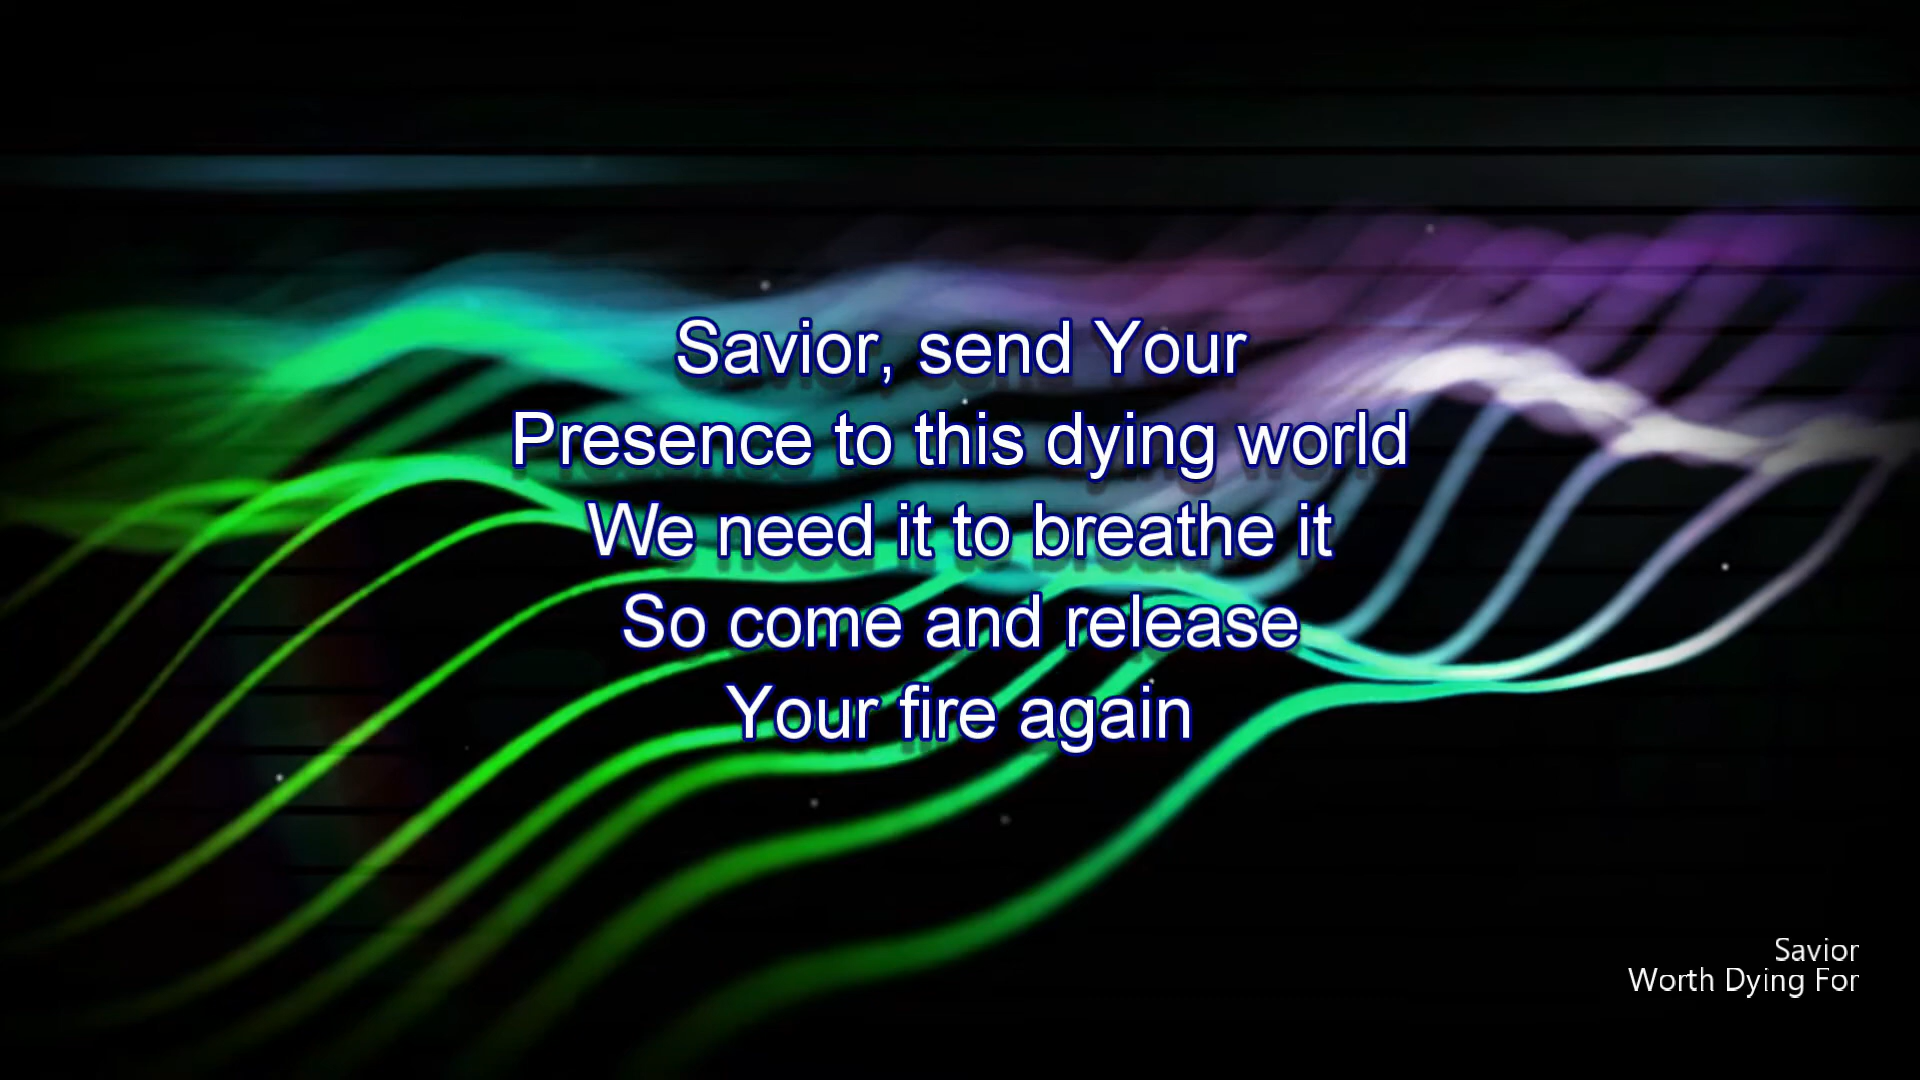 Savior, send Your
Presence to this dying world
We need it to breathe it
So come and release
Your fire again
Savior
Worth Dying For